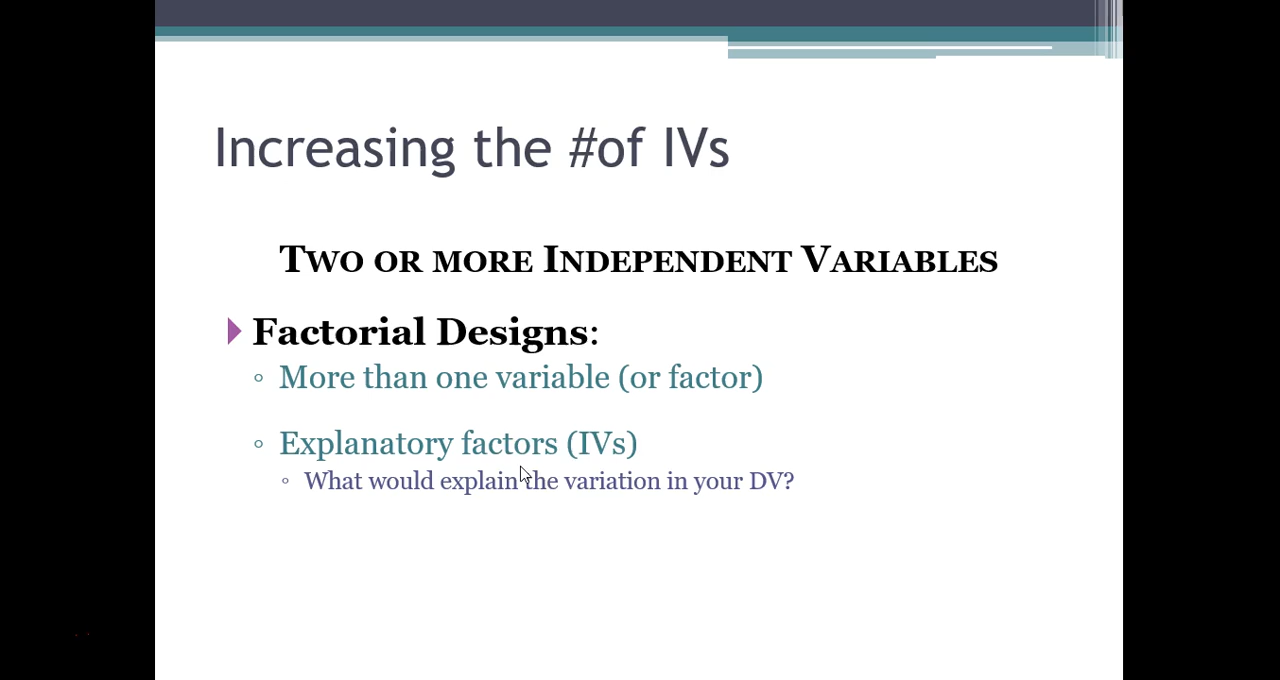 Increasing the #of IVs
TWO OR MORE INDEPENDENT VARIABLES
Factorial Designs:
More than one variable (or factor)
Explanatory factors (IVs)
What would explain the variation in your DV?